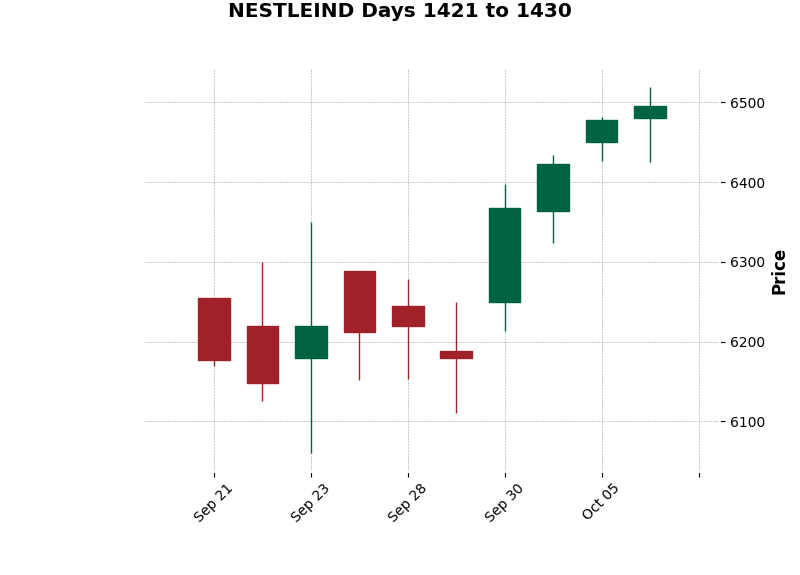 NESTLEIND Days 1421 to 1430
6500
6400
6300
6200
6100
Price
Sep 21
Sep 23
Sep 28
Sep 30
Oct 05